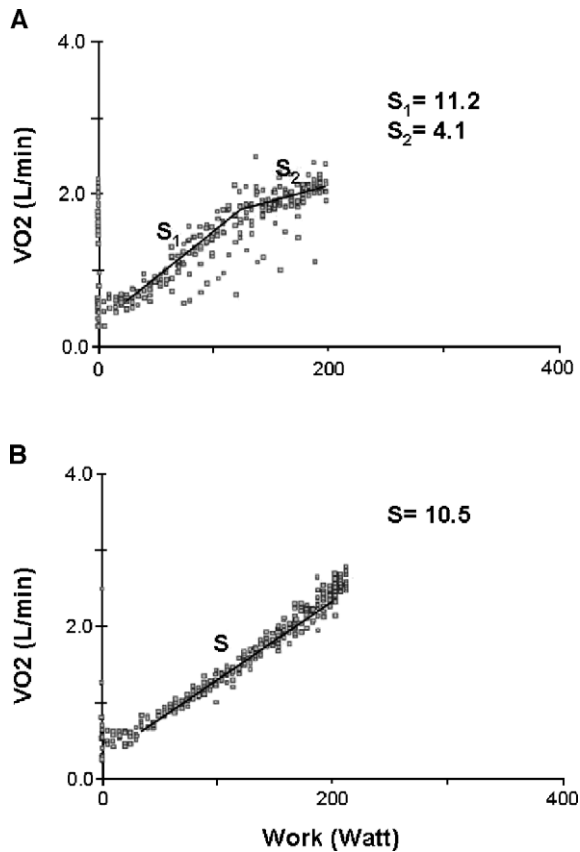 A
4.0
S₁= 11.2
S₂= 4.1
VO2 (L/min)
2.0
S₂
S₁
0.0
0
200
400
B
4.0
S= 10.5
VO2 (L/min)
2.0
S
0.0
0
200
400
Work (Watt)